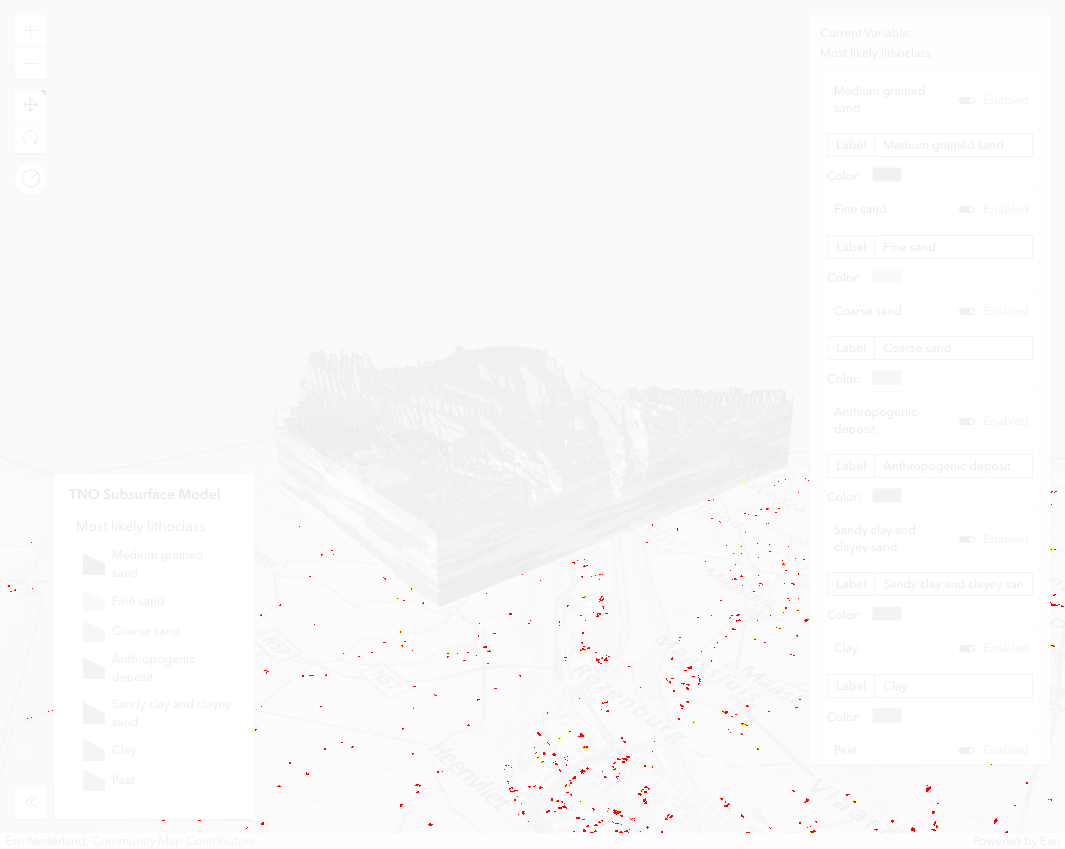 Current Variable:
Most likely lithoclass
Medium grained
sand
Enabled
Label
Medium grained sand
Color:
Fine sand
Enabled
Label
Fine sand
Color:
Coarse sand
Enabled
Label
Coarse sand
Color:
Anthropogenic
deposit
Enabled
Label
Anthropogenic deposit
Color:
Sandy clay and
clayey sand
Enabled
Label
Sandy clay and clayey san
Color:
Clay
Enabled
Label
Clay
Color:
Peat
Enabled
TNO Subsurface Model
Most likely lithoclass
Medium grained
sand
Fine sand
Coarse sand
Anthropogenic
deposit
Sandy clay and clayey
sand
Clay
Peat
N57
N57
Rozenburg
Maassluis
Heenvliet
Esri Nederland, Community Map Contributors
Powered by Esri